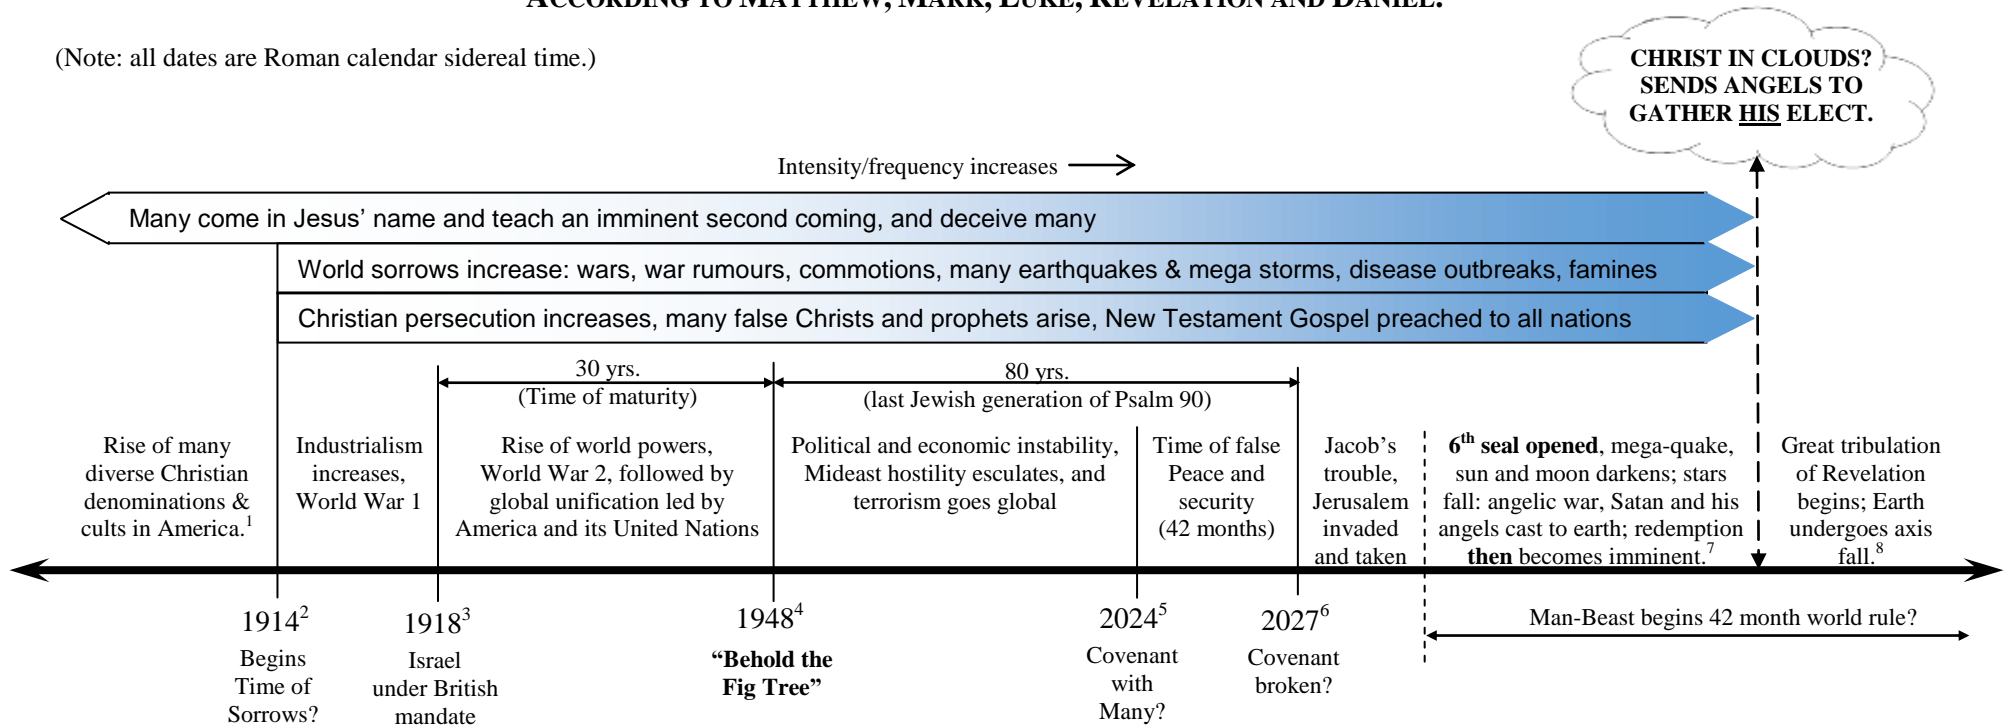 ACCORDING TO MATTHEW, MARK, LUKE, REVELATION AND DANIEL.
(Note: all dates are Roman calendar sidereal time.)
CHRIST IN CLOUDS?
SENDS ANGELS TO
GATHER HIS ELECT.
Intensity/frequency increases
Many come in Jesus’ name and teach an imminent second coming, and deceive many
World sorrows increase: wars, war rumours, commotions, many earthquakes & mega storms, disease outbreaks, famines
Christian persecution increases, many false Christs and prophets arise, New Testament Gospel preached to all nations
30 yrs.
(Time of maturity)
80 yrs.
(last Jewish generation of Psalm 90)
Rise of many
diverse Christian
denominations &
cults in America.1
Industrialism
increases,
World War 1
Rise of world powers,
World War 2, followed by
global unification led by
America and its United Nations
Political and economic instability,
Mideast hostility esculates, and
terrorism goes global
Time of false
Peace and
security
(42 months)
Jacob’s
trouble,
Jerusalem
invaded
and taken
6th seal opened, mega-quake,
sun and moon darkens; stars
fall: angelic war, Satan and his
angels cast to earth; redemption
then becomes imminent.7
Great tribulation
of Revelation
begins; Earth
undergoes axis
fall.8
19142
Begins
Time of
Sorrows?
19183
Israel
under British
mandate
19484
“Behold the
Fig Tree”
20245
Covenant
with
Many?
20276
Covenant
broken?
Man-Beast begins 42 month world rule?